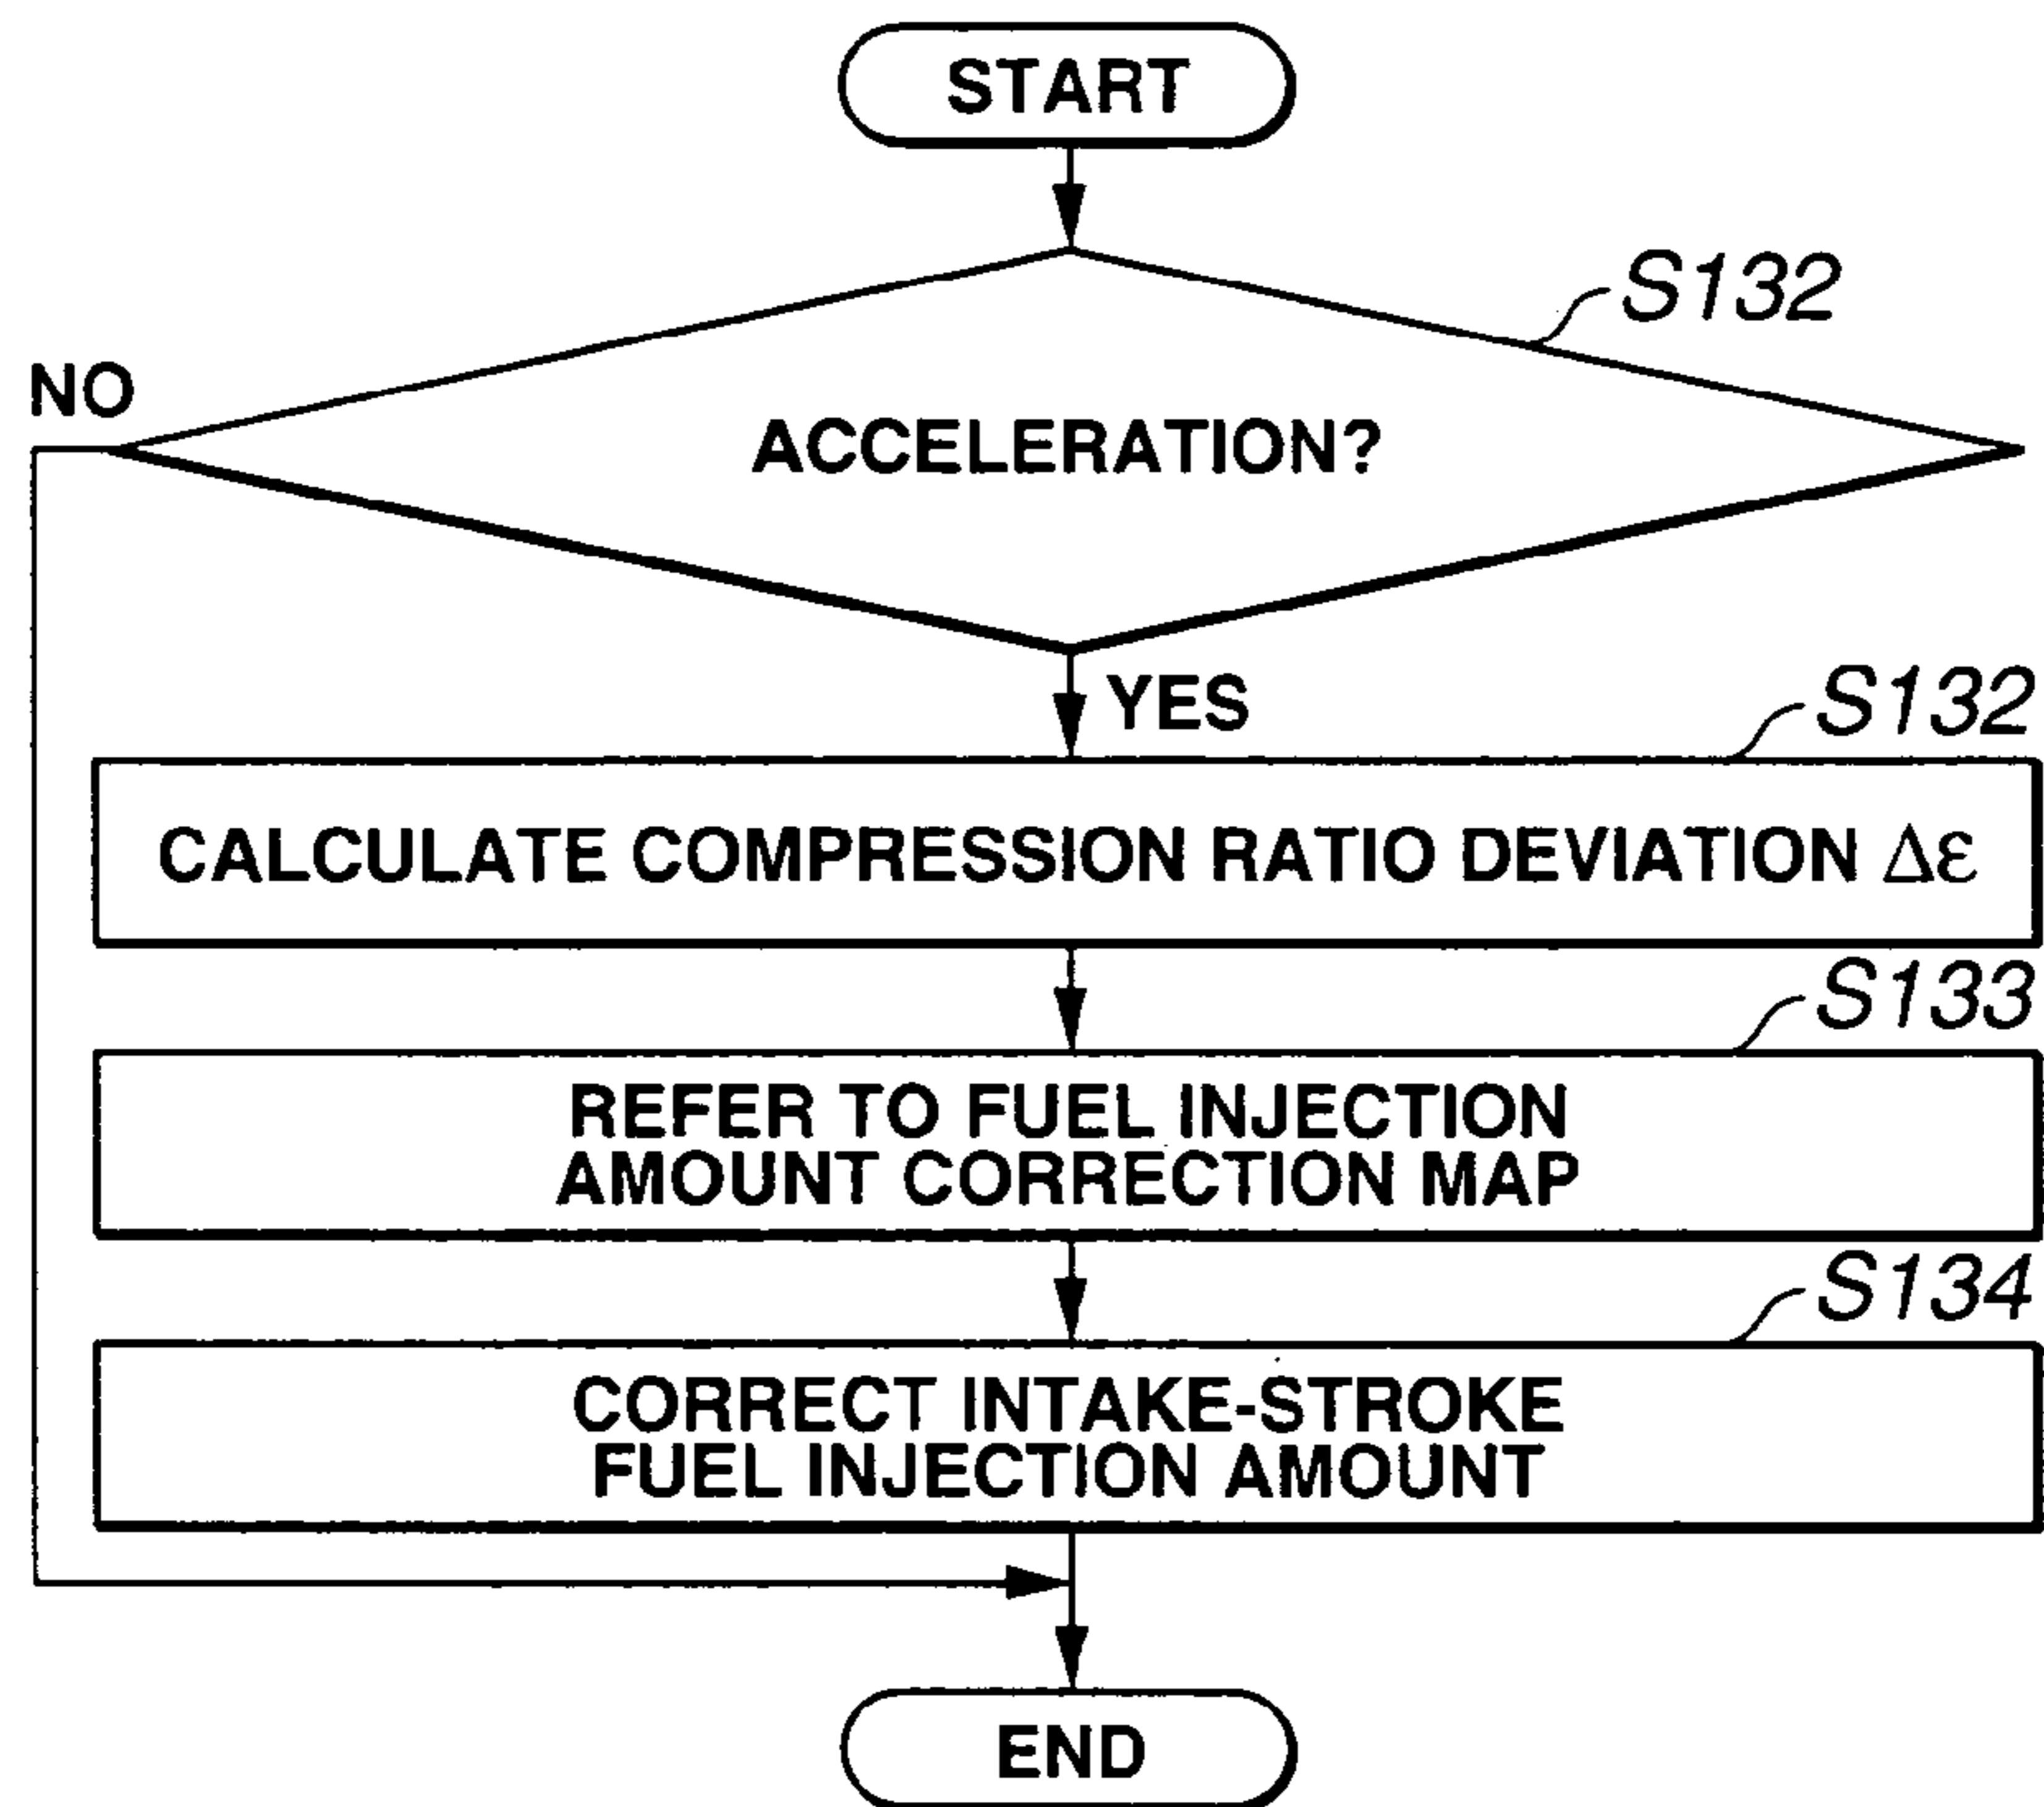 START
S132
NO
ACCELERATION?
YES
S132
CALCULATE COMPRESSION RATIO DEVIATION Δε
S133
REFER TO FUEL INJECTION
AMOUNT CORRECTION MAP
S134
CORRECT INTAKE-STROKE
FUEL INJECTION AMOUNT
END